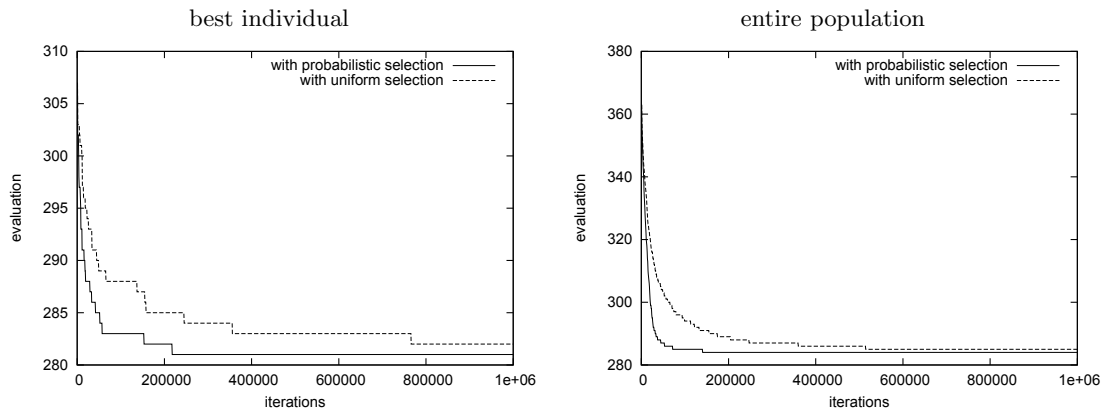 best individual
310
305
300
295
290
285
280
0
200000
400000
600000
800000
1e+06
evaluation
iterations
with probabilistic selection
with uniform selection
entire population
380
360
340
320
300
280
0
200000
400000
600000
800000
1e+06
evaluation
iterations
with probabilistic selection
with uniform selection